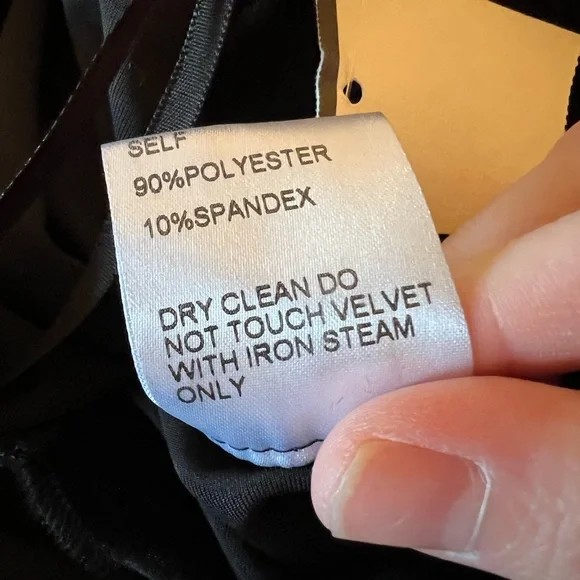 SELF
90%POLYESTER
10%SPANDEX
DRY CLEAN DO
NOT TOUCH VELVET
WITH IRON STEAM
ONLY